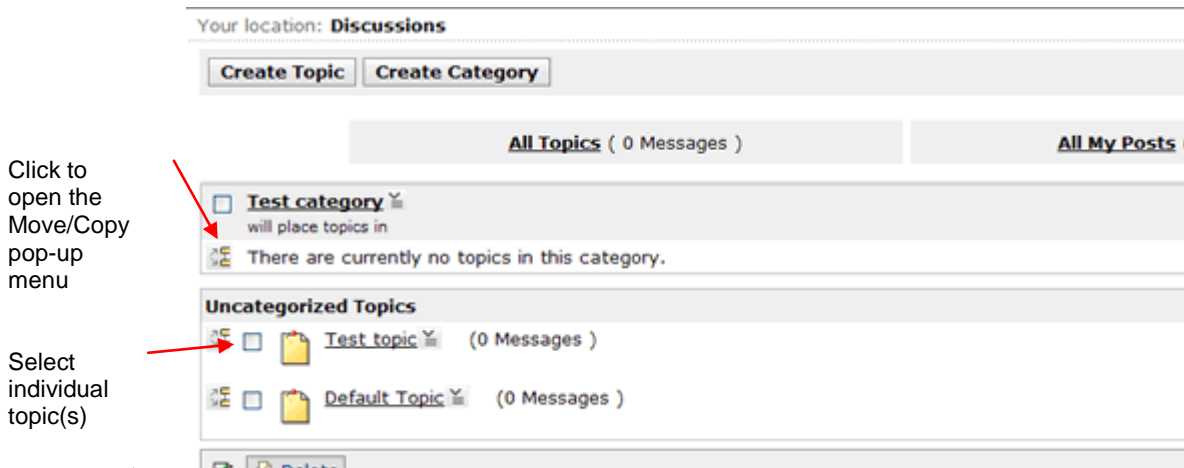 Your location: Discussions
Create Topic Create Category
All Topics ( 0 Messages ) All My Posts
Click to
open the
Move/Copy
pop-up
menu
Test category
will place topics in
There are currently no topics in this category.
Uncategorized Topics
Test topic (0 Messages )
Select
individual
topic(s)
Default Topic (0 Messages )
Delete